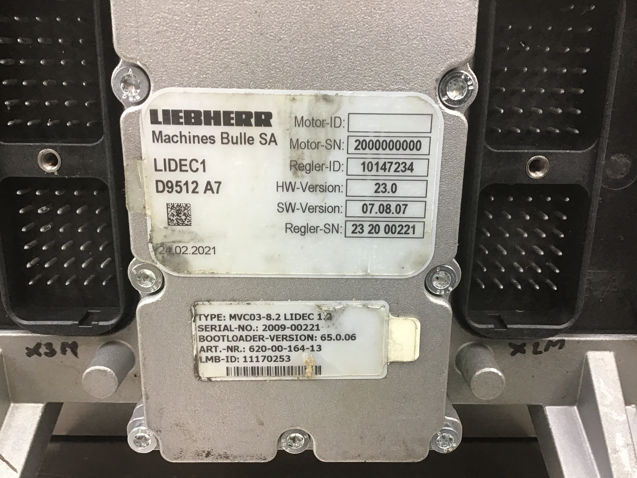 LIEBHERR
Machines Bulle SA
LIDEC1
D9512 A7
24.02.2021
Motor-ID:
Motor-SN: 2000000000
Regler-ID: 10147234
HW-Version: 23.0
SW-Version: 07.08.07
Regler-SN: 23 20 00221
TYPE: MVC03-8.2 LIDEC 1.2
SERIAL-NO.: 2009-00221
BOOTLOADER-VERSION: 65.0.06
ART.-NR.: 620-00-164-13
LMB-ID: 11170253
X3M
X2M